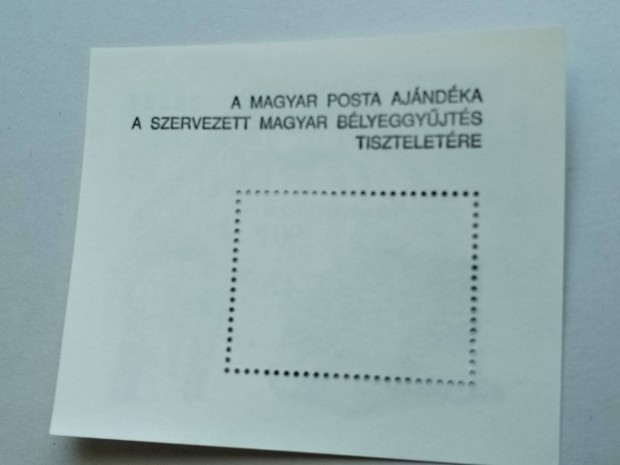 A MAGYAR POSTA AJÁNDÉKA
A SZERVEZETT MAGYAR BÉLYEGGYŰJTÉS
TISZTELETÉRE